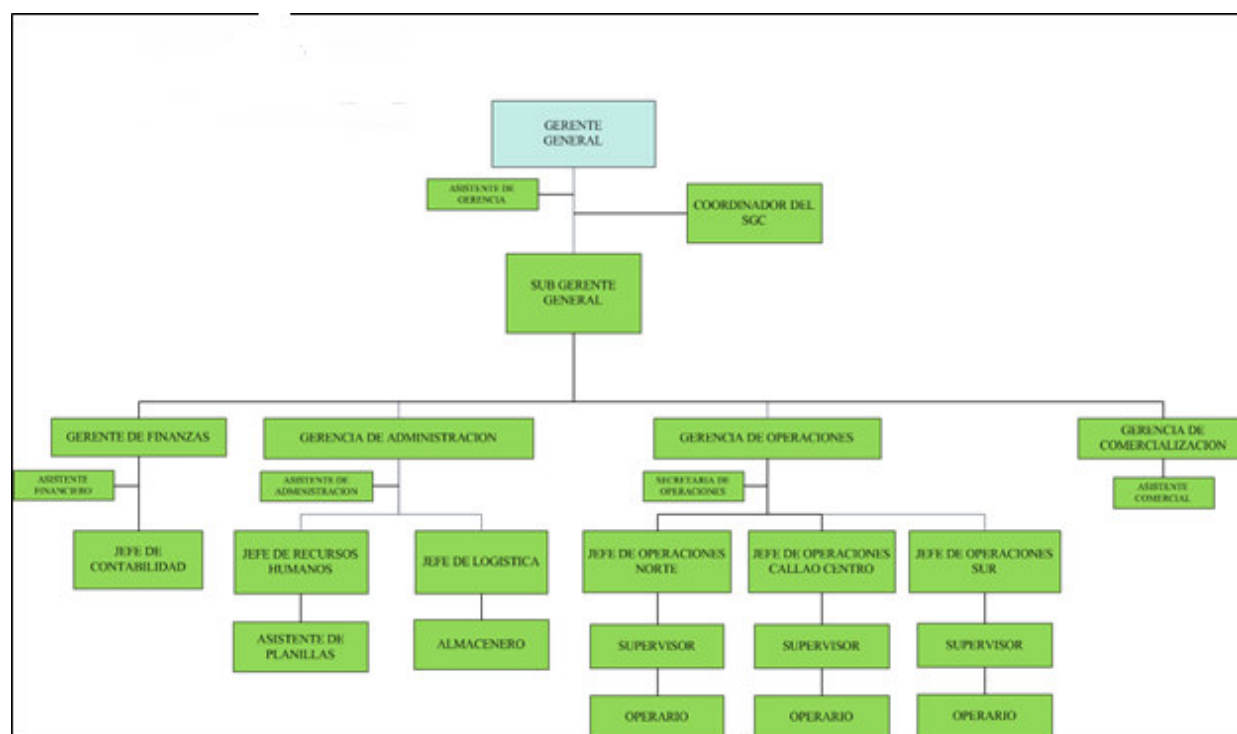 GERENTE
GENERAL
ASISTENTE DE
GERENCIA
COORDINADOR DEL
SGC
SUB GERENTE
GENERAL
GERENTE DE FINANZAS
GERENCIA DE ADMINISTRACION
GERENCIA DE OPERACIONES
GERENCIA DE
COMERCIALIZACION
ASISTENTE
FINANCIERO
ASISTENTE DE
ADMINISTRACION
SECRETARIA DE
OPERACIONES
ASISTENTE
COMERCIAL
JEFE DE
CONTABILIDAD
JEFE DE RECURSOS
HUMANOS
JEFE DE LOGISTICA
JEFE DE OPERACIONES
NORTE
JEFE DE OPERACIONES
CALLAO CENTRO
JEFE DE OPERACIONES
SUR
ASISTENTE DE
PLANILLAS
ALMACENERO
SUPERVISOR
SUPERVISOR
SUPERVISOR
OPERARIO
OPERARIO
OPERARIO